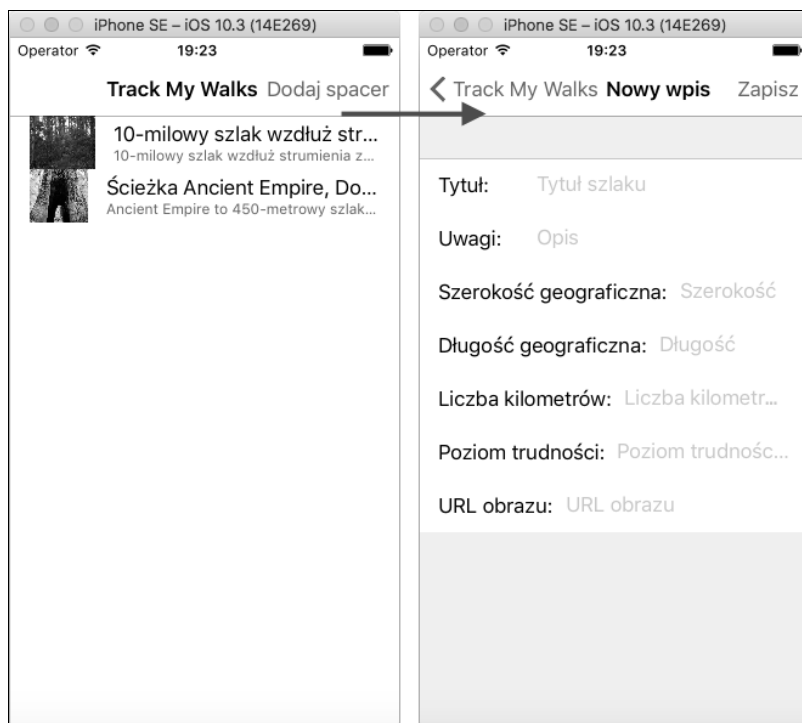 iPhone SE – iOS 10.3 (14E269)
Operator 19:23
Track My Walks Dodaj spacer
10-milowy szlak wzdłuż str...
10-milowy szlak wzdłuż strumienia z...
Ścieżka Ancient Empire, Do...
Ancient Empire to 450-metrowy szlak...
iPhone SE – iOS 10.3 (14E269)
Operator 19:23
Track My Walks Nowy wpis Zapisz
Tytuł: Tytuł szlaku
Uwagi: Opis
Szerokość geograficzna: Szerokość
Długość geograficzna: Długość
Liczba kilometrów: Liczba kilometr...
Poziom trudności: Poziom trudnośc...
URL obrazu: URL obrazu